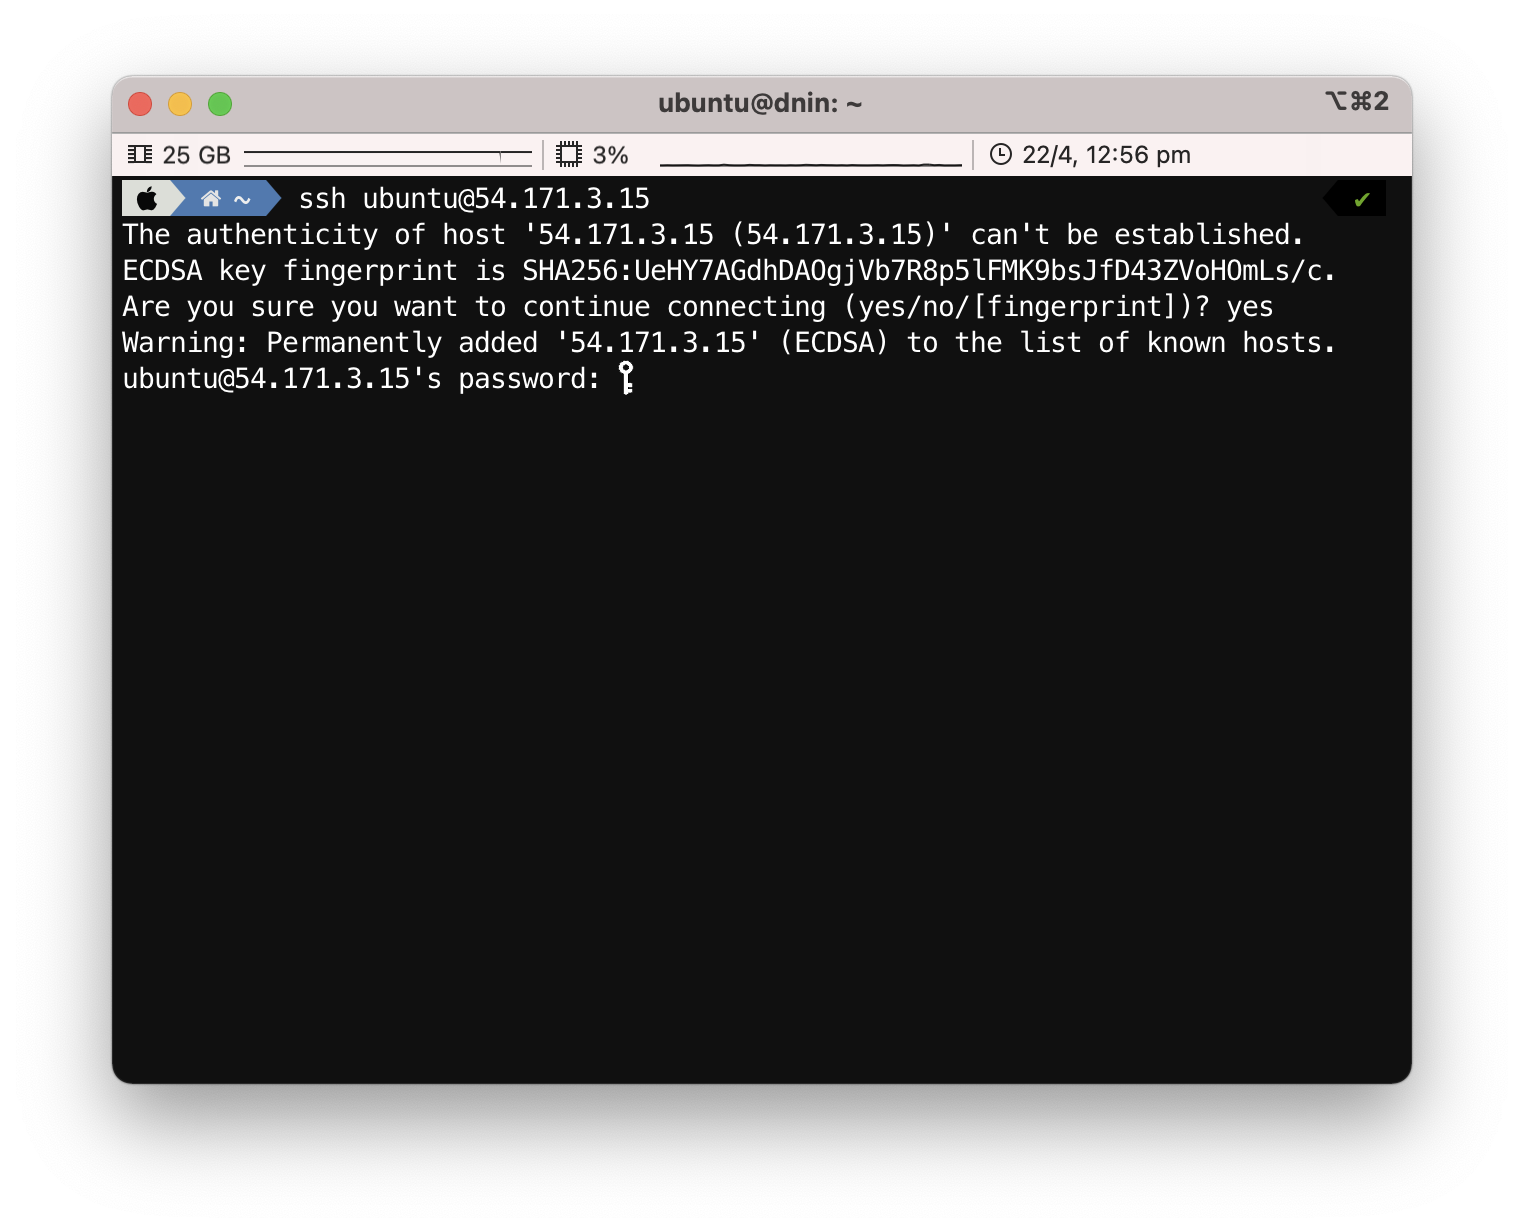 ubuntu@dnin: ~
⌥⌘2
25 GB
3%
22/4, 12:56 pm
~ ssh ubuntu@54.171.3.15 ✔
The authenticity of host '54.171.3.15 (54.171.3.15)' can't be established.
ECDSA key fingerprint is SHA256:UeHY7AGdhDAOgjVb7R8p5lFMK9bsJfD43ZVoHOmLs/c.
Are you sure you want to continue connecting (yes/no/[fingerprint])? yes
Warning: Permanently added '54.171.3.15' (ECDSA) to the list of known hosts.
ubuntu@54.171.3.15's password: